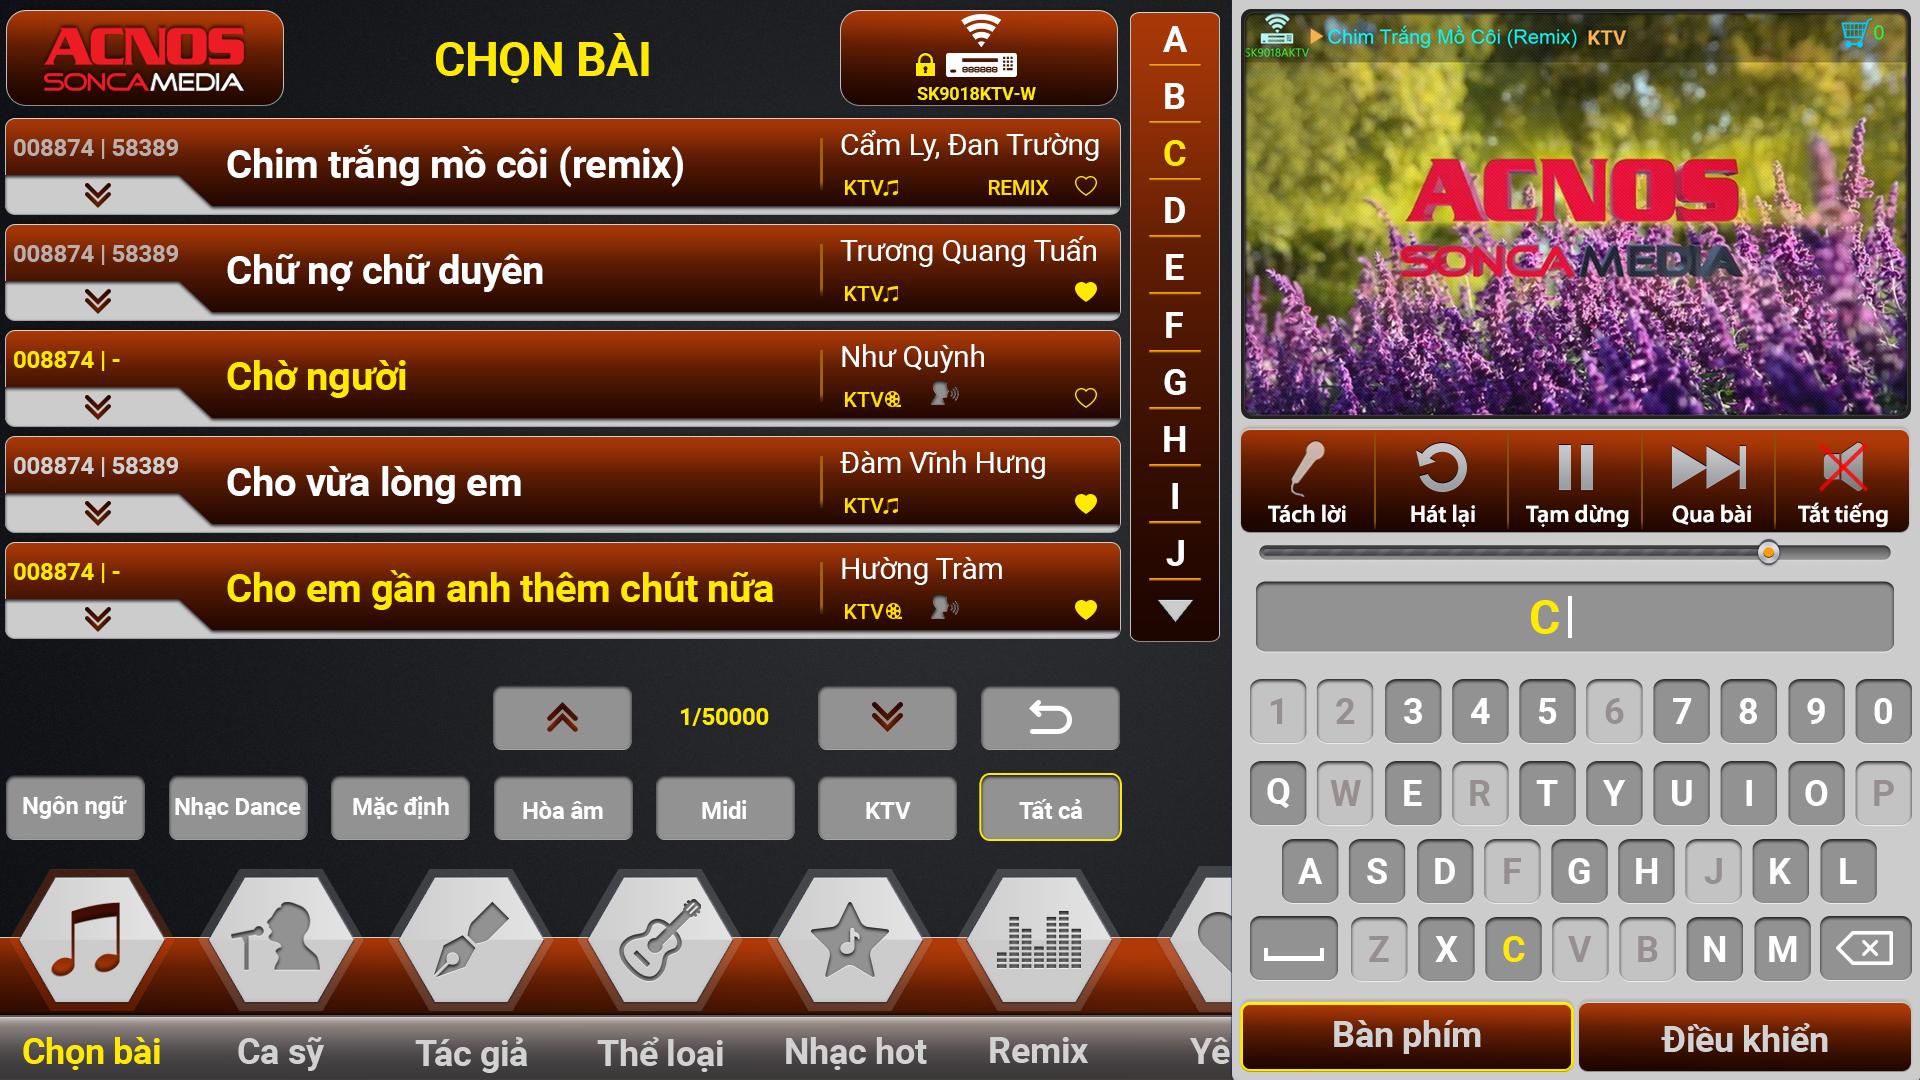 ACNOS
SONCAMEDIA
CHỌN BÀI
SK9018KTV-W
008874 | 58389
Chim trắng mồ côi (remix)
Cẩm Ly, Đan Trường
KTV
REMIX
008874 | 58389
Chữ nợ chữ duyên
Trương Quang Tuấn
KTV
008874 | -
Chờ người
Như Quỳnh
KTV
008874 | 58389
Cho vừa lòng em
Đàm Vĩnh Hưng
KTV
008874 | -
Cho em gần anh thêm chút nữa
Hường Tràm
KTV
A
B
C
D
E
F
G
H
I
J
1/50000
Ngôn ngữ
Nhạc Dance
Mặc định
Hòa âm
Midi
KTV
Tất cả
Chọn bài
Ca sỹ
Tác giả
Thể loại
Nhạc hot
Remix
Yê
SK9018AKTV
Chim Trắng Mồ Côi (Remix) KTV
0
ACNOS
SONCAMEDIA
Tách lời
Hát lại
Tạm dừng
Qua bài
Tắt tiếng
C
1 2 3 4 5 6 7 8 9 0
Q W E R T Y U I O P
A S D F G H J K L
Z X C V B N M
Bàn phím
Điều khiển